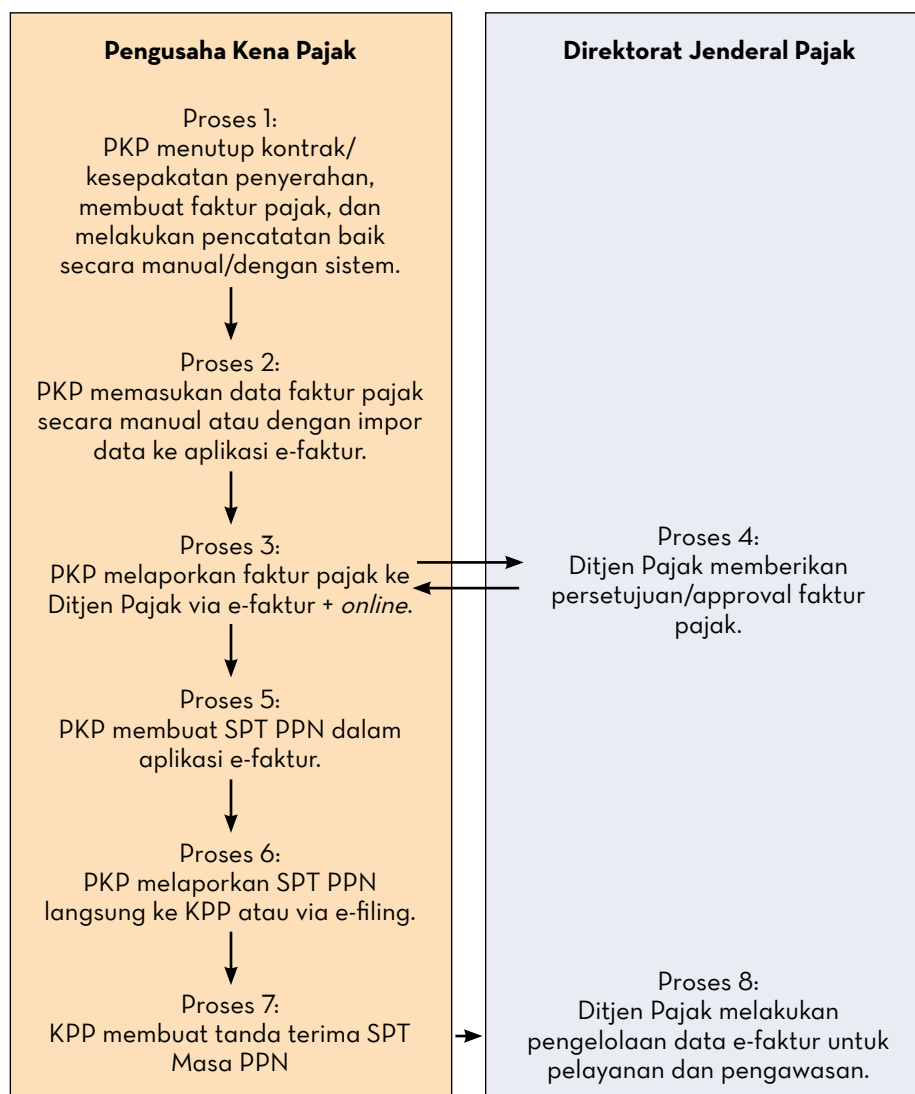 Pengusaha Kena Pajak
Proses 1:
PKP menutup kontrak/
kesepakatan penyerahan,
membuat faktur pajak, dan
melakukan pencatatan baik
secara manual/dengan sistem.
Proses 2:
PKP memasukan data faktur pajak
secara manual atau dengan impor
data ke aplikasi e-faktur.
Proses 3:
PKP melaporkan faktur pajak ke
Ditjen Pajak via e-faktur + online.
Proses 5:
PKP membuat SPT PPN dalam
aplikasi e-faktur.
Proses 6:
PKP melaporkan SPT PPN
langsung ke KPP atau via e-filing.
Proses 7:
KPP membuat tanda terima SPT
Masa PPN
Direktorat Jenderal Pajak
Proses 4:
Ditjen Pajak memberikan
persetujuan/approval faktur
pajak.
Proses 8:
Ditjen Pajak melakukan
pengelolaan data e-faktur untuk
pelayanan dan pengawasan.